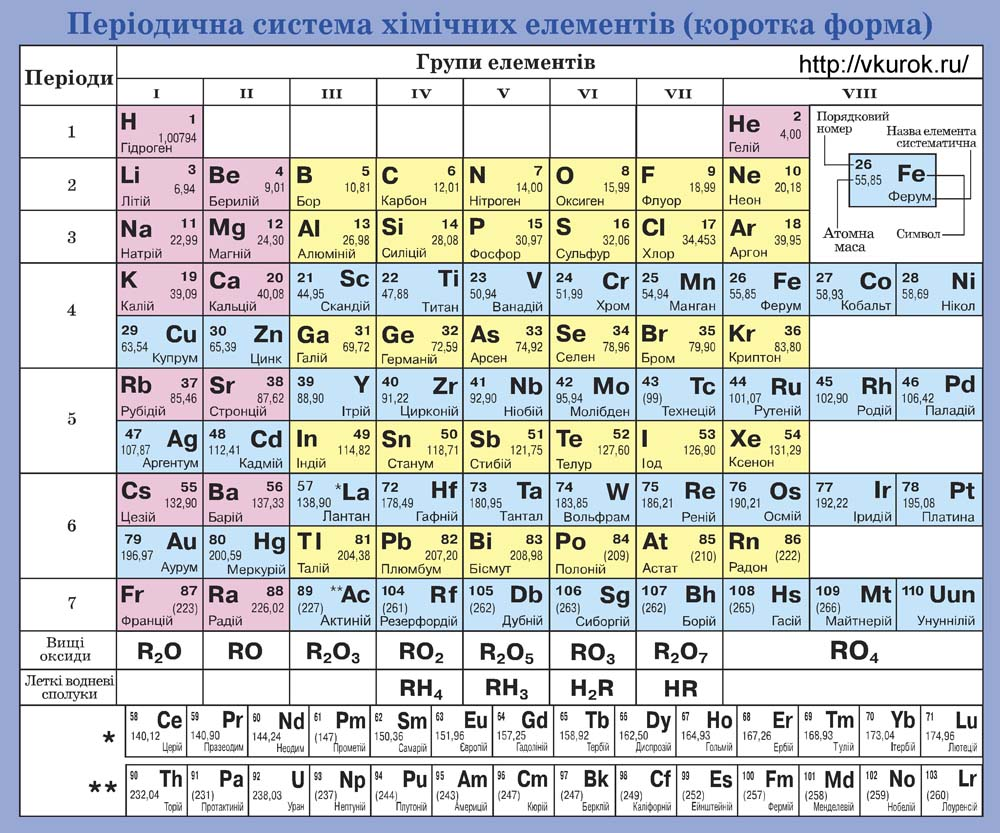 Періодична система хімічних елементів (коротка форма)
Періоди
Групи елементів
http://vkurok.ru/
I II III IV V VI VII VIII
1
H 1 1,00794 Гідроген
He 2 4,00 Гелій
Порядковий номер
Назва елемента систематична
26 Fe
55,85
Ферум
Атомна маса
Символ
2
Li 3 6,94 Літій
Be 4 9,01 Берилій
B 5 10,81 Бор
C 6 12,01 Карбон
N 7 14,00 Нітроген
O 8 15,99 Оксиген
F 9 18,99 Флуор
Ne 10 20,18 Неон
3
Na 11 22,99 Натрій
Mg 12 24,30 Магній
Al 13 26,98 Алюміній
Si 14 28,08 Силіцій
P 15 30,97 Фосфор
S 16 32,06 Сульфур
Cl 17 34,453 Хлор
Ar 18 39,95 Аргон
4
K 19 39,09 Калій
Ca 20 40,08 Кальцій
21 Sc 44,95 Скандій
22 Ti 47,88 Титан
23 V 50,94 Ванадій
24 Cr 51,99 Хром
25 Mn 54,94 Манган
26 Fe 55,85 Ферум
27 Co 58,93 Кобальт
28 Ni 58,69 Нікол
29 Cu 63,54 Купрум
30 Zn 65,39 Цинк
Ga 31 69,72 Галій
Ge 32 72,59 Германій
As 33 74,92 Арсен
Se 34 78,96 Селен
Br 35 79,90 Бром
Kr 36 83,80 Криптон
5
Rb 37 85,46 Рубідій
Sr 38 87,62 Стронцій
39 Y 88,90 Ітрій
40 Zr 91,22 Цирконій
41 Nb 92,90 Ніобій
42 Mo 95,94 Молібден
(43 Tc (99) Технецій
44 Ru 101,07 Рутеній
45 Rh 102,90 Родій
46 Pd 106,42 Паладій
47 Ag 107,87 Аргентум
48 Cd 112,41 Кадмій
In 49 114,82 Індій
Sn 50 118,71 Станум
Sb 51 121,75 Стибій
Te 52 127,60 Телур
I 53 126,90 Іод
Xe 54 131,29 Ксенон
6
Cs 55 132,90 Цезій
Ba 56 137,33 Барій
57 *La 138,90 Лантан
72 Hf 178,49 Гафній
73 Ta 180,95 Тантал
74 W 183,85 Вольфрам
75 Re 186,21 Реній
76 Os 190,21 Осмій
77 Ir 192,22 Іридій
78 Pt 195,08 Платина
79 Au 196,97 Аурум
80 Hg 200,59 Меркурій
Tl 81 204,38 Талій
Pb 82 207,20 Плюмбум
Bi 83 208,98 Бісмут
Po 84 (209) Полоній
At 85 (210) Астат
Rn 86 (222) Радон
7
Fr 87 (223) Францій
Ra 88 226,02 Радій
89 **Ac (227) Актиній
104 Rf (261) Резерфордій
105 Db (262) Дубній
106 Sg (263) Сиборгій
107 Bh (262) Борій
108 Hs (265) Гасій
109 Mt (266) Майтнерій
110 Uun Унуннілій
Вищі оксиди R₂O RO R₂O₃ RO₂ R₂O₅ RO₃ R₂O₇ RO₄
Леткі водневі сполуки RH₄ RH₃ H₂R HR
*
58 Ce 140,12 Церій
59 Pr 140,90 Празеодим
60 Nd 144,24 Неодим
61 Pm (147) Прометій
62 Sm 150,36 Самарій
63 Eu 151,96 Європій
64 Gd 157,25 Гадоліній
65 Tb 158,92 Тербій
66 Dy 162,50 Диспрозій
67 Ho 164,93 Гольмій
68 Er 167,26 Ербій
69 Tm 168,93 Тулій
70 Yb 173,04 Ітербій
71 Lu 174,96 Лютецій
**
90 Th 232,04 Торій
91 Pa (231) Протактиній
92 U 238,03 Уран
93 Np (237) Нептуній
94 Pu (244) Плутоній
95 Am (243) Америцій
96 Cm (247) Кюрій
97 Bk (247) Берклій
98 Cf (249) Каліфорній
99 Es (252) Ейнштейній
100 Fm (257) Фермій
101 Md (258) Менделевій
102 No (259) Нобелій
103 Lr (260) Лоуренсій